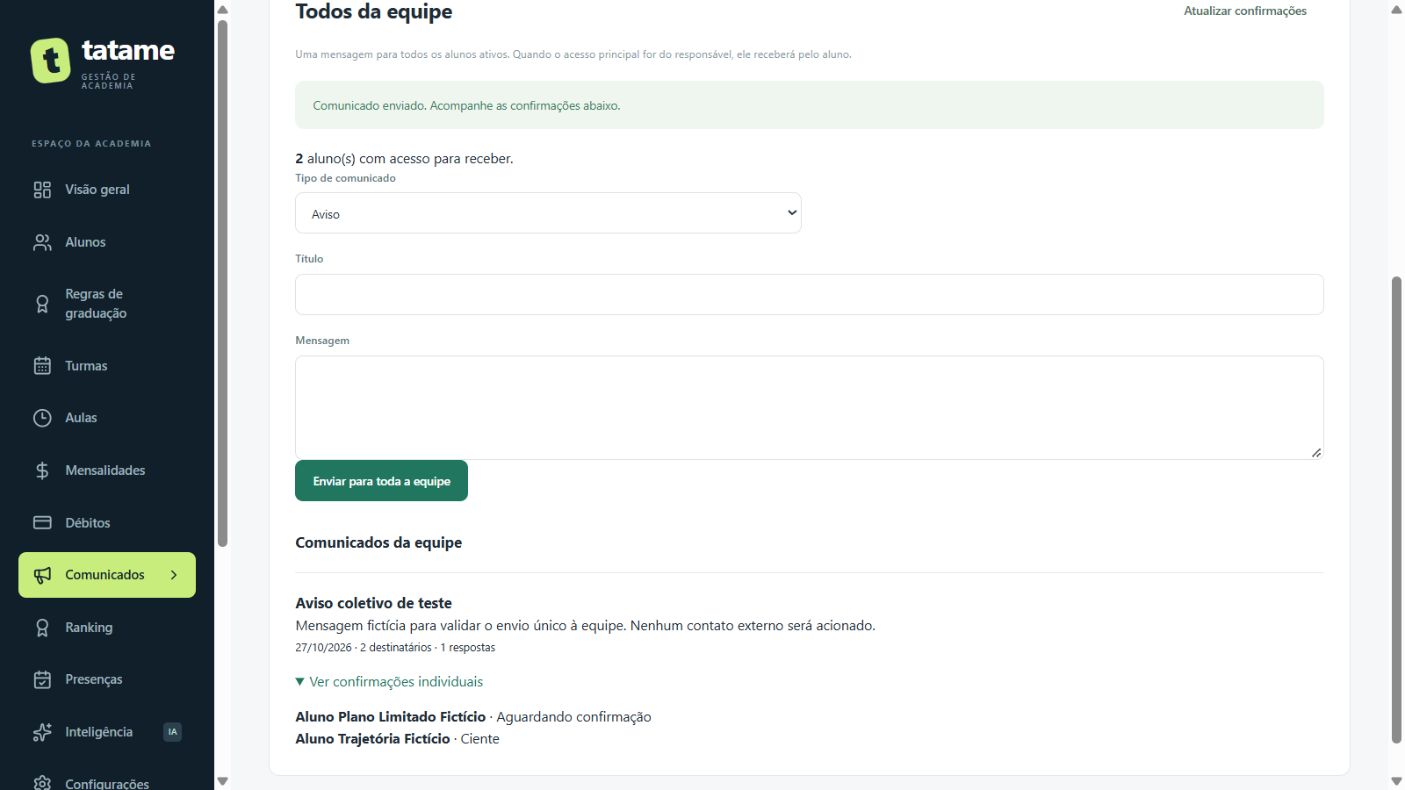 t tatame
GESTÃO DE
ACADEMIA
ESPAÇO DA ACADEMIA
Visão geral
Alunos
Regras de
graduação
Turmas
Aulas
Mensalidades
Débitos
Comunicados
Ranking
Presenças
Inteligência IA
Configurações
Todos da equipe
Atualizar confirmações
Uma mensagem para todos os alunos ativos. Quando o acesso principal for do responsável, ele receberá pelo aluno.
Comunicado enviado. Acompanhe as confirmações abaixo.
2 aluno(s) com acesso para receber.
Tipo de comunicado
Aviso
Título
Mensagem
Enviar para toda a equipe
Comunicados da equipe
Aviso coletivo de teste
Mensagem fictícia para validar o envio único à equipe. Nenhum contato externo será acionado.
27/10/2026 · 2 destinatários · 1 respostas
▼ Ver confirmações individuais
Aluno Plano Limitado Fictício · Aguardando confirmação
Aluno Trajetória Fictício · Ciente